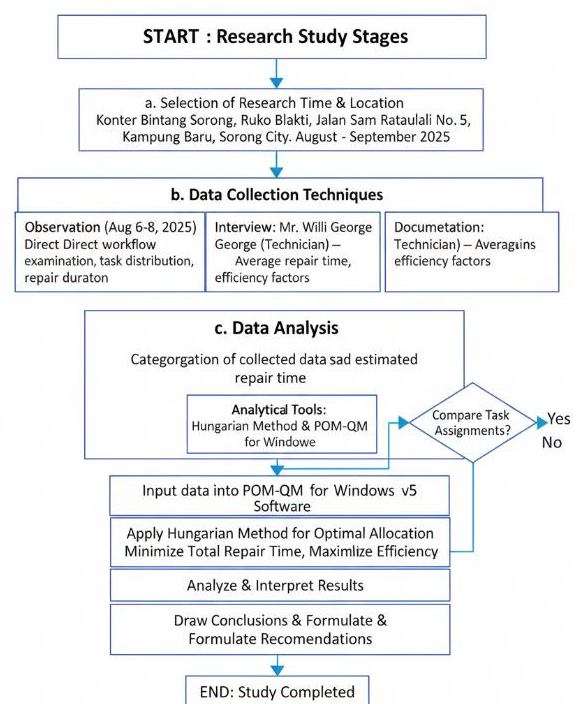 START : Research Study Stages
a. Selection of Research Time & Location
Konter Bintang Sorong, Ruko Blakti, Jalan Sam Rataulali No. 5,
Kampung Baru, Sorong City. August - September 2025
b. Data Collection Techniques
Observation (Aug 6-8, 2025)
Direct Direct workflow
examination, task distribution,
repair duraton
Interview: Mr. Willi George
George (Technician) –
Average repair time,
efficiency factors
Documetation:
Technician) – Averagıins
efficiency factors
c. Data Analysis
Categorgation of collected data sad estimated
repair time
Analytical Tools:
Hungarian Method & POM-QM
for Windowe
Compare Task
Assignments?
Yes
No
Input data into POM-QM for Windows v5
Software
Apply Hungarian Method for Optimal Allocation
Minimize Total Repair Time, Maximlize Efficiency
Analyze & Interpret Results
Draw Conclusions & Formulate &
Formulate Recomendations
END: Study Completed